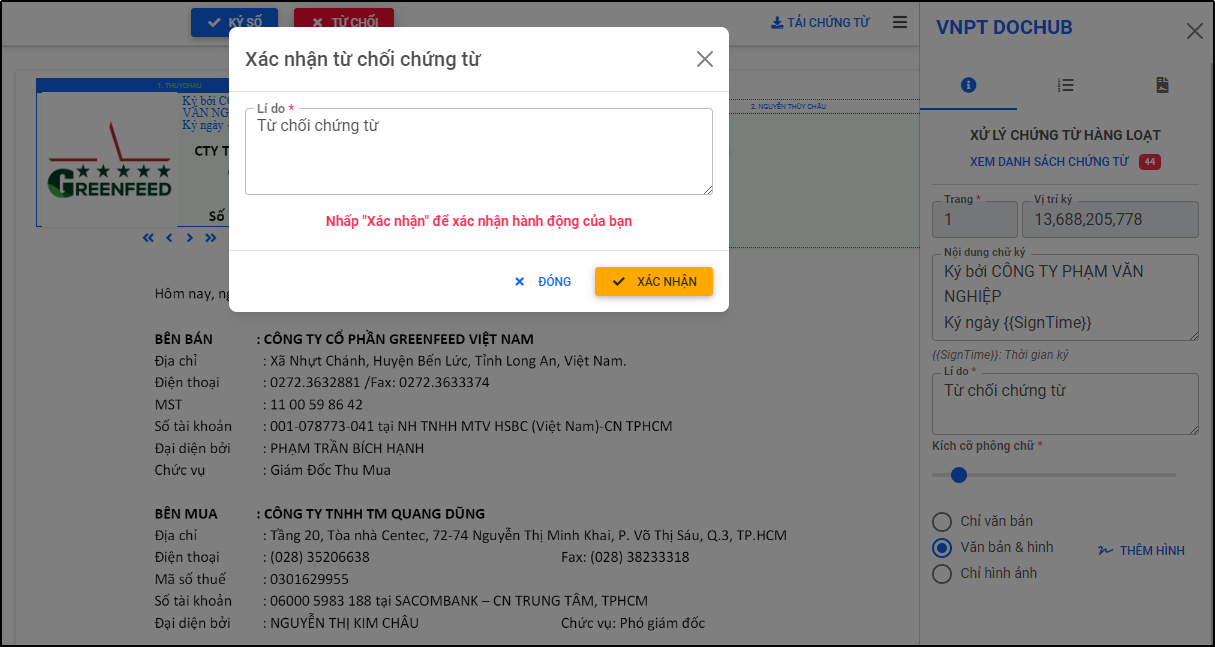 KÝ SỐ
TỪ CHỐI
TẢI CHỨNG TỪ
VNPT DOCHUB
Xác nhận từ chối chứng từ
Lí do *
Từ chối chứng từ
Nhấp "Xác nhận" để xác nhận hành động của bạn
ĐÓNG
XÁC NHẬN
1. THUYCHAU
Ký bởi
VĂN
Ký ngày
CTY
Số
GREENFEED
2. NGUYỄN THÙY CHÂU
Hôm nay,
BÊN BÁN : CÔNG TY CỔ PHẦN GREENFEED VIỆT NAM
Địa chỉ : Xã Nhựt Chánh, Huyện Bến Lức, Tỉnh Long An, Việt Nam.
Điện thoại : 0272.3632881 /Fax: 0272.3633374
MST : 11 00 59 86 42
Số tài khoản : 001-078773-041 tại NH TNHH MTV HSBC (Việt Nam)-CN TPHCM
Đại diện bởi : PHẠM TRẦN BÍCH HẠNH
Chức vụ : Giám Đốc Thu Mua
BÊN MUA : CÔNG TY TNHH TM QUANG DŨNG
Địa chỉ : Tầng 20, Tòa nhà Centec, 72-74 Nguyễn Thị Minh Khai, P. Võ Thị Sáu, Q.3, TP.HCM
Điện thoại : (028) 35206638 Fax: (028) 38233318
Mã số thuế : 0301629955
Số tài khoản : 06000 5983 188 tại SACOMBANK – CN TRUNG TÂM, TPHCM
Đại diện bởi : NGUYỄN THỊ KIM CHÂU Chức vụ: Phó giám đốc
XỬ LÝ CHỨNG TỪ HÀNG LOẠT
XEM DANH SÁCH CHỨNG TỪ 44
Trang * Vị trí ký
1 13,688,205,778
Nội dung chữ ký
Ký bởi CÔNG TY PHẠM VĂN
NGHIỆP
Ký ngày {{SignTime}}
{{SignTime}}: Thời gian ký
Lí do *
Từ chối chứng từ
Kích cỡ phông chữ *
Chỉ văn bản
Văn bản & hình
THÊM HÌNH
Chỉ hình ảnh